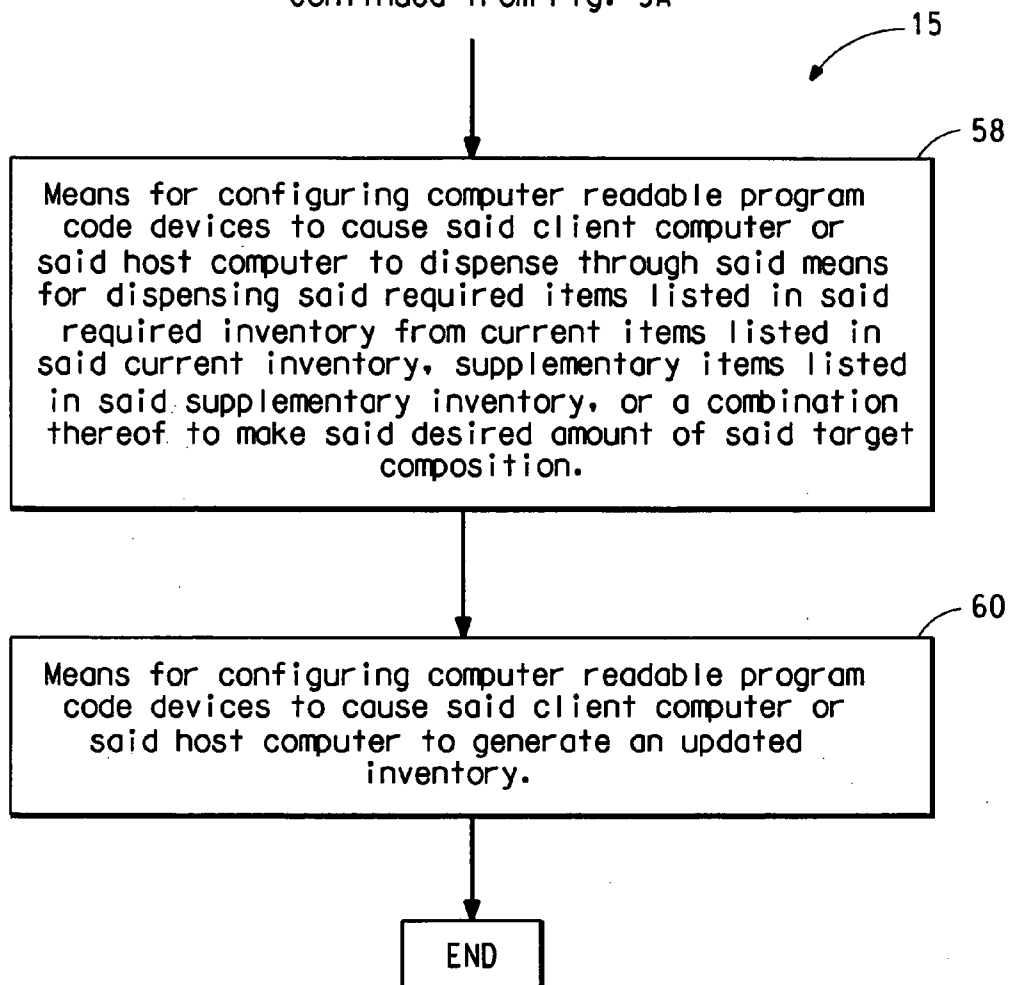 continued from Fig. 3A
15
58
Means for configuring computer readable program
code devices to cause said client computer or
said host computer to dispense through said means
for dispensing said required items listed in said
required inventory from current items listed in
said current inventory, supplementary items listed
in said supplementary inventory, or a combination
thereof to make said desired amount of said target
composition.
60
Means for configuring computer readable program
code devices to cause said client computer or
said host computer to generate an updated
inventory.
END